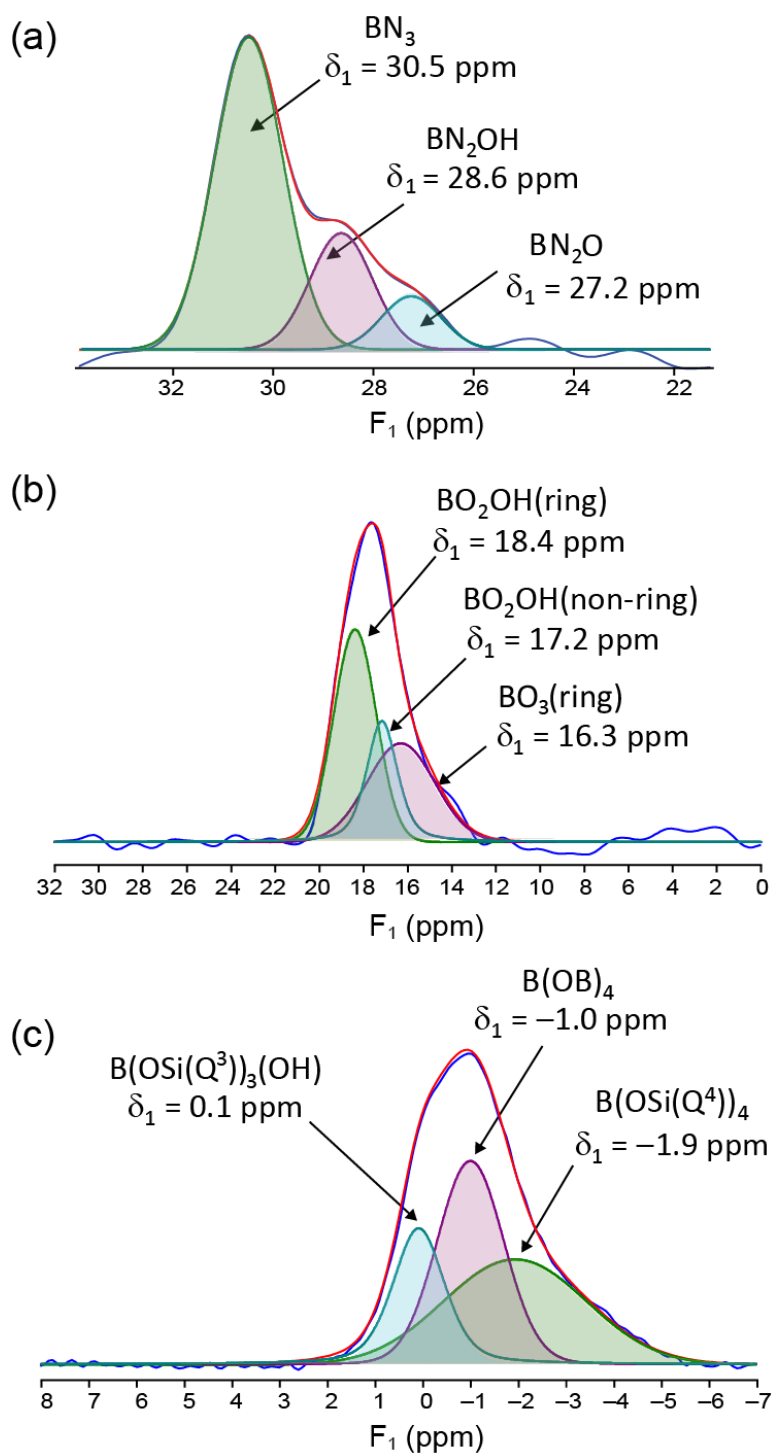 (a)
BN₃
δ₁ = 30.5 ppm
BN₂OH
δ₁ = 28.6 ppm
BN₂O
δ₁ = 27.2 ppm
32 30 28 26 24 22
F₁ (ppm)
(b)
BO₂OH(ring)
δ₁ = 18.4 ppm
BO₂OH(non-ring)
δ₁ = 17.2 ppm
BO₃(ring)
δ₁ = 16.3 ppm
32 30 28 26 24 22 20 18 16 14 12 10 8 6 4 2 0
F₁ (ppm)
(c)
B(OB)₄
δ₁ = −1.0 ppm
B(OSi(Q³))₃(OH)
δ₁ = 0.1 ppm
B(OSi(Q⁴))₄
δ₁ = −1.9 ppm
8 7 6 5 4 3 2 1 0 −1 −2 −3 −4 −5 −6 −7
F₁ (ppm)